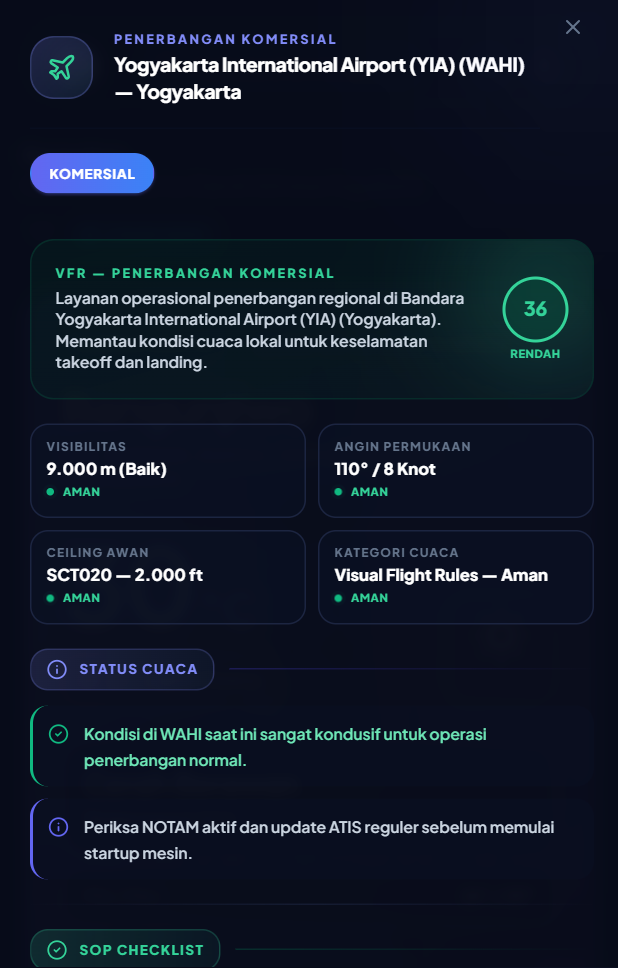 PENERBANGAN KOMERSIAL
Yogyakarta International Airport (YIA) (WAHI)
— Yogyakarta
KOMERSIAL
VFR — PENERBANGAN KOMERSIAL
Layanan operasional penerbangan regional di Bandara
Yogyakarta International Airport (YIA) (Yogyakarta).
Memantau kondisi cuaca lokal untuk keselamatan
takeoff dan landing.
36
RENDAH
VISIBILITAS
9.000 m (Baik)
AMAN
ANGIN PERMUKAAN
110° / 8 Knot
AMAN
CEILING AWAN
SCT020 — 2.000 ft
AMAN
KATEGORI CUACA
Visual Flight Rules — Aman
AMAN
STATUS CUACA
Kondisi di WAHI saat ini sangat kondusif untuk operasi
penerbangan normal.
Periksa NOTAM aktif dan update ATIS reguler sebelum memulai
startup mesin.
SOP CHECKLIST